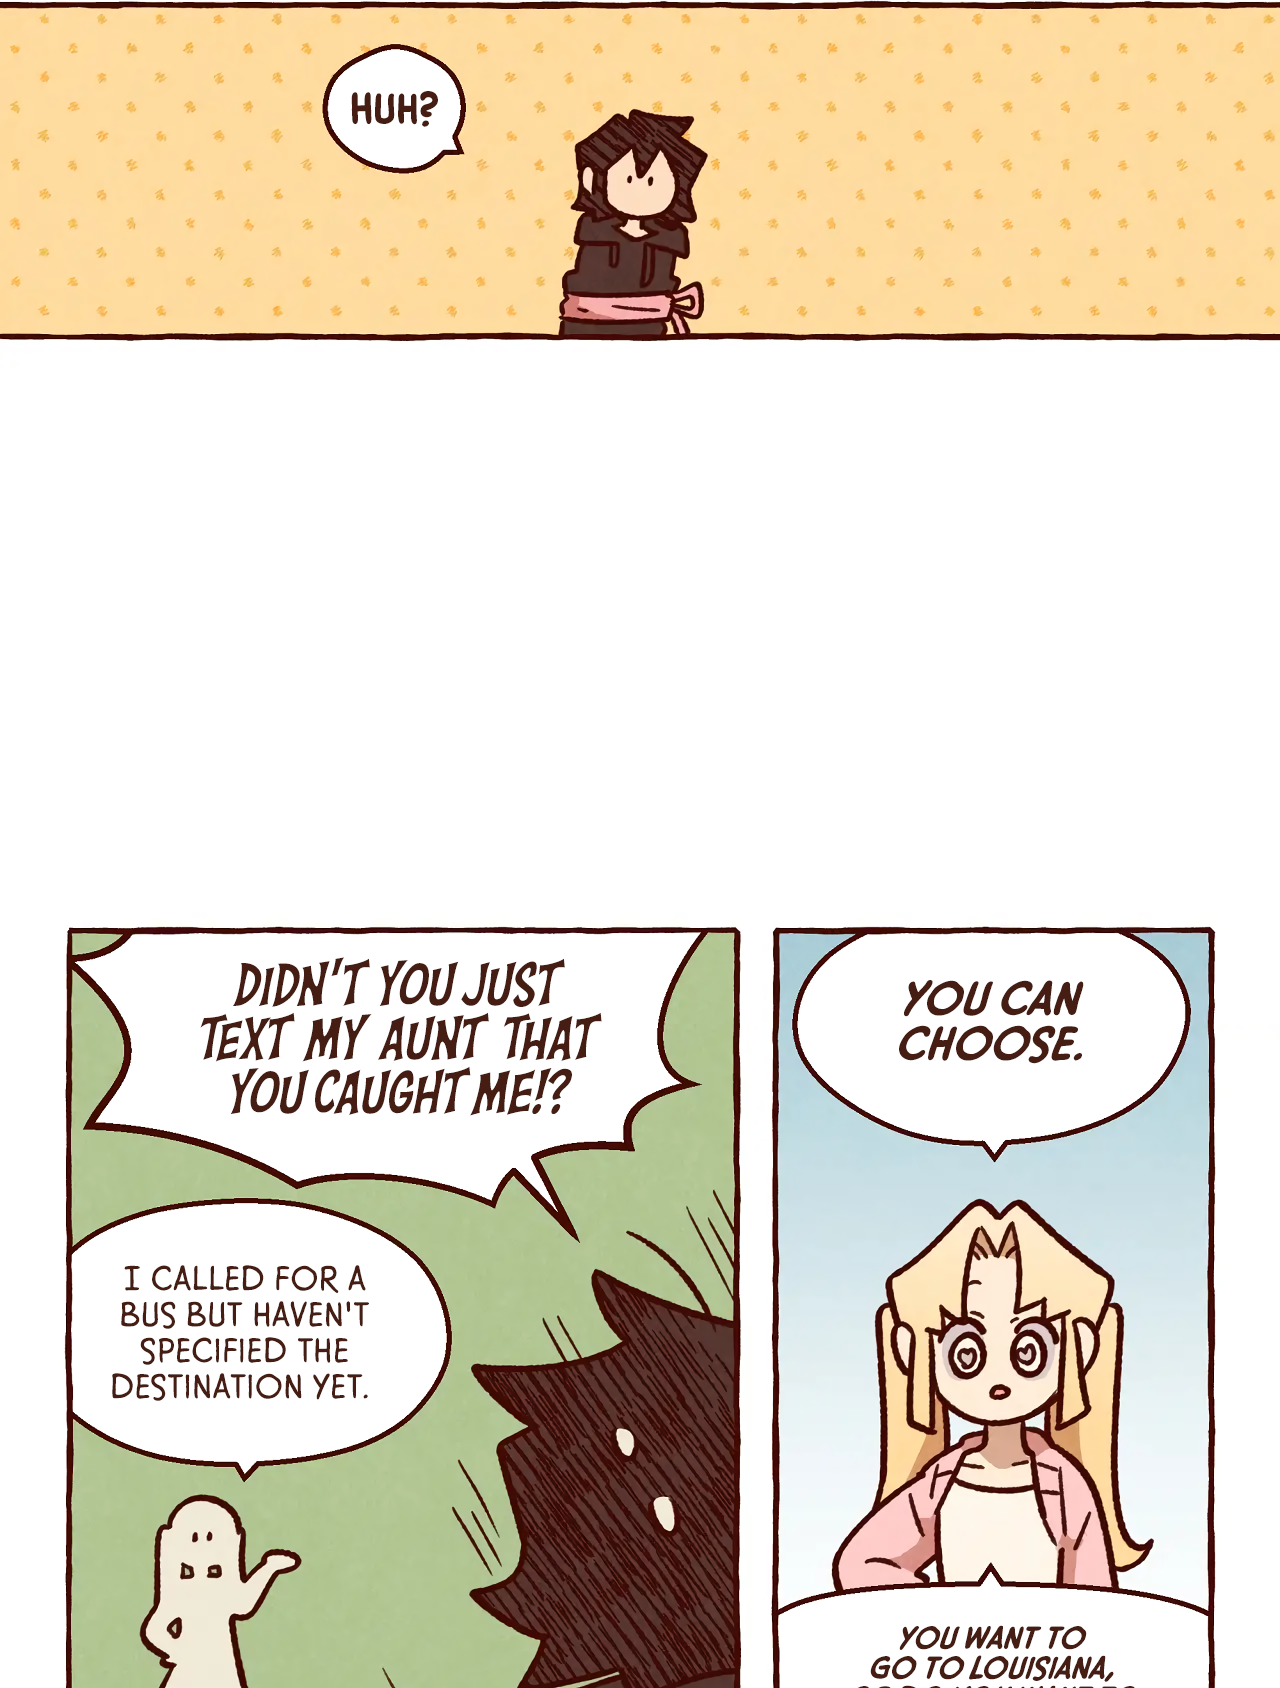 HUH?
DIDN'T YOU JUST
TEXT MY AUNT THAT
YOU CAUGHT ME!?
I CALLED FOR A
BUS BUT HAVEN'T
SPECIFIED THE
DESTINATION YET.
YOU CAN
CHOOSE.
YOU WANT TO
GO TO LOUISIANA,